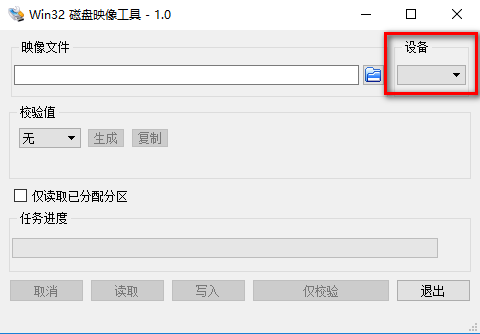 Win32 磁盘映像工具 - 1.0
映像文件
设备
校验值
无
生成
复制
仅读取已分配分区
任务进度
取消
读取
写入
仅校验
退出